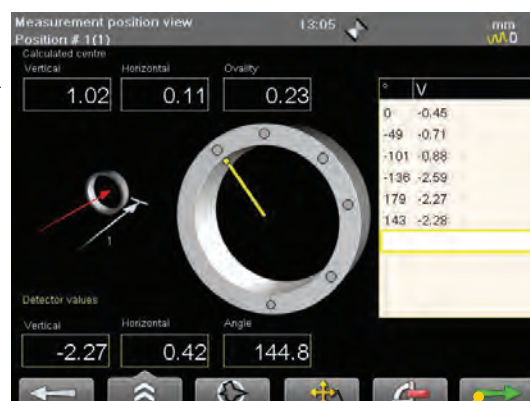 Measurement position view 13:05 mm
Position # 1(1) 0
Calculated centre
Vertical Horizontal Ovality
1.02 0.11 0.23
° V
0 -0.45
-49 -0.71
-101 -0.88
-136 -2.59
179 -2.27
143 -2.28
1
Detector values
Vertical Horizontal Angle
-2.27 0.42 144.8